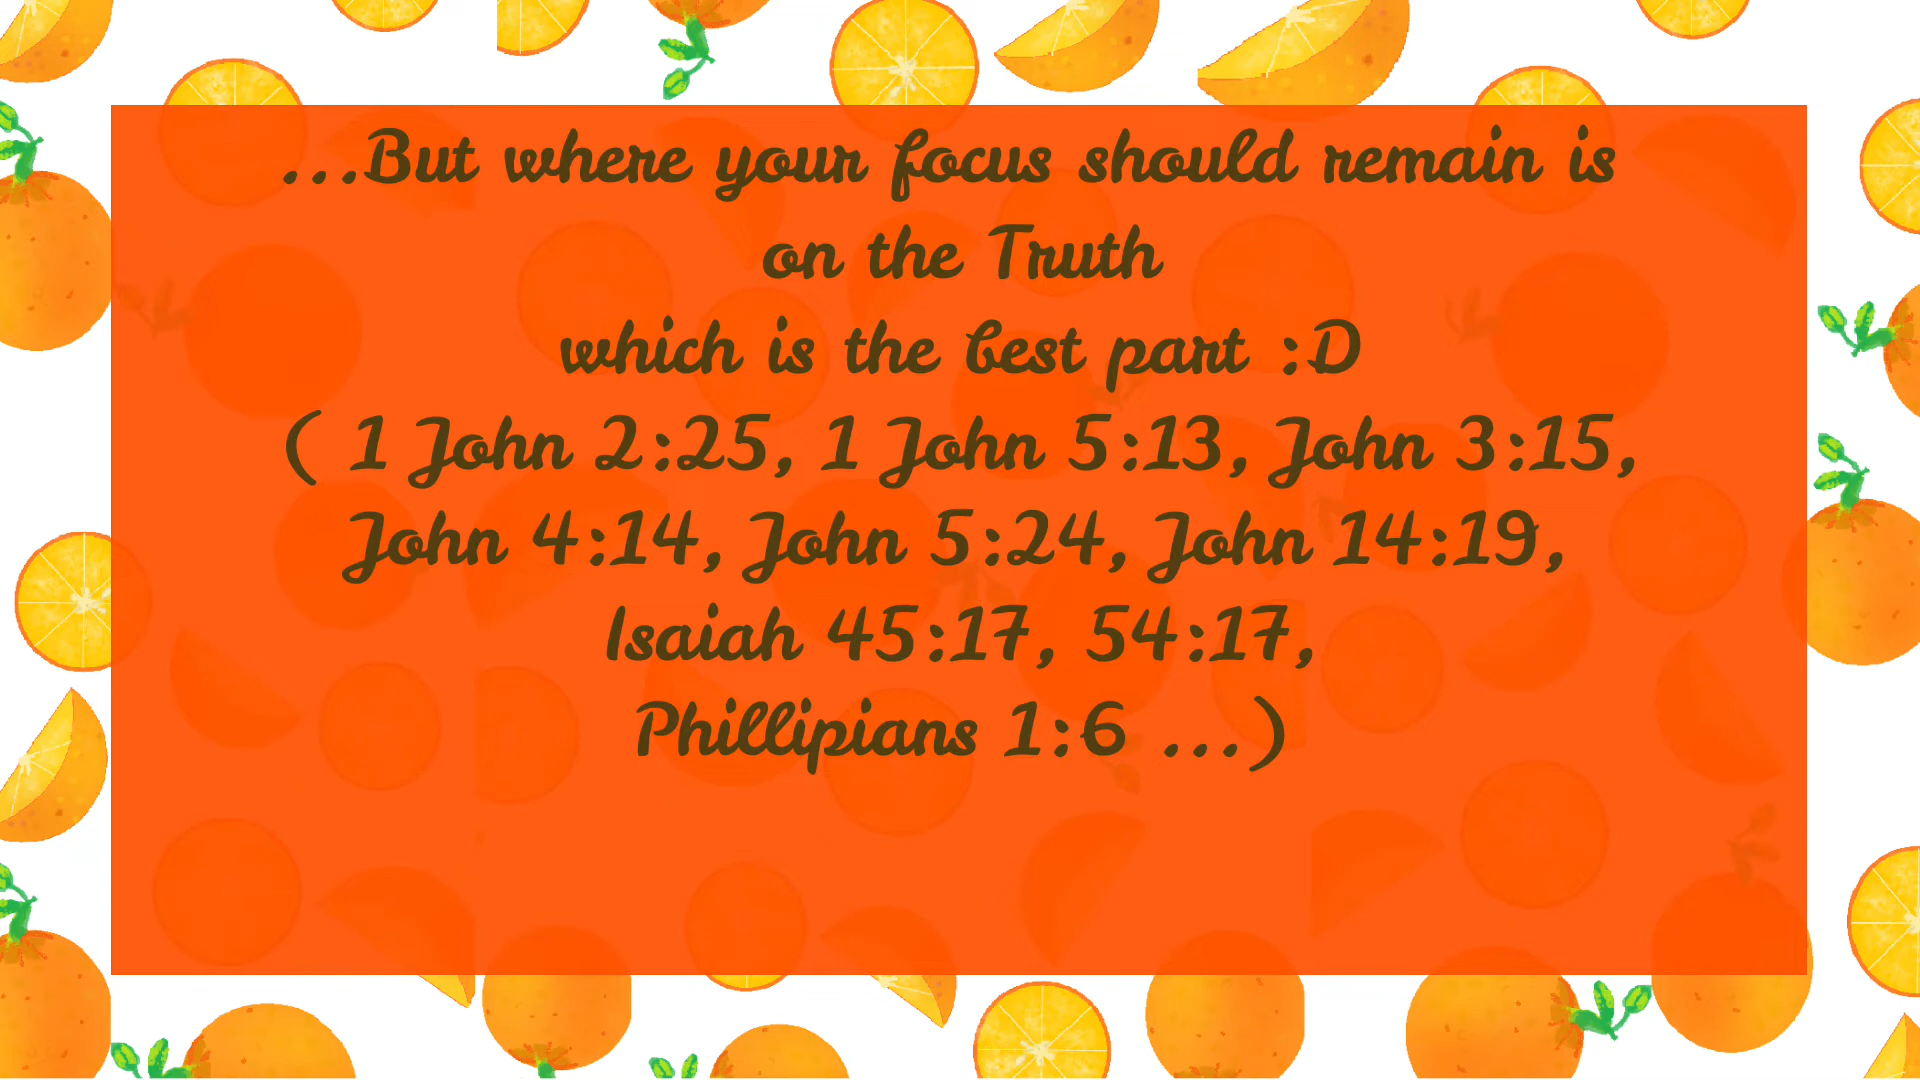 ...But where your focus should remain is
on the Truth
which is the best part :D
( 1 John 2:25, 1 John 5:13, John 3:15,
John 4:14, John 5:24, John 14:19,
Isaiah 45:17, 54:17,
Phillipians 1:6 ...)